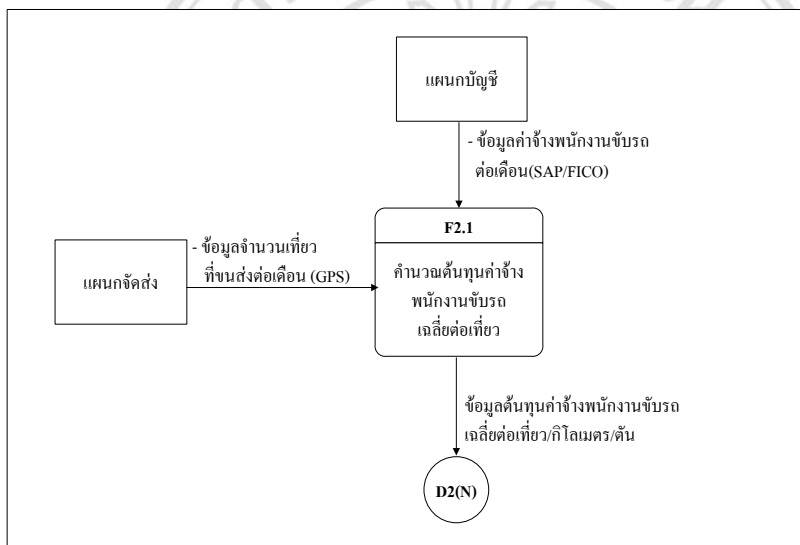 แผนกบัญชี
- ข้อมูลค่าจ้างพนักงานขับรถ
ต่อเดือน(SAP/FICO)
F2.1
- ข้อมูลจำนวนเที่ยว
ที่ขนส่งต่อเดือน (GPS)
แผนกจัดส่ง
คำนวณต้นทุนค่าจ้าง
พนักงานขับรถ
เฉลี่ยต่อเที่ยว
ข้อมูลต้นทุนค่าจ้างพนักงานขับรถ
เฉลี่ยต่อเที่ยว/กิโลเมตร/ตัน
D2(N)